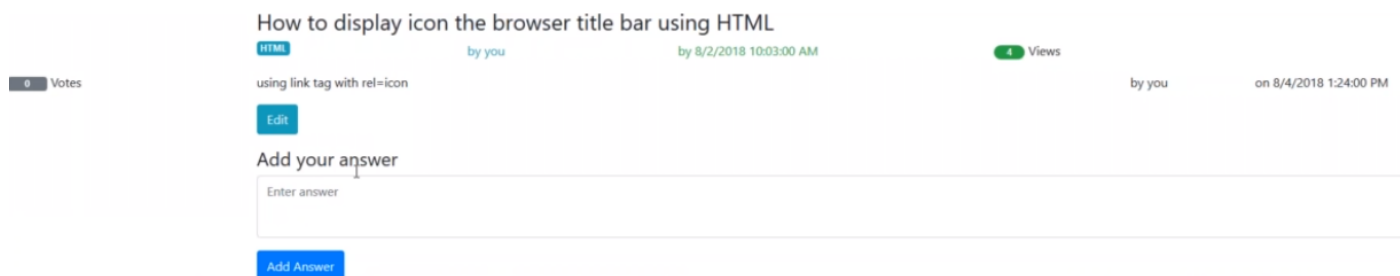 How to display icon the browser title bar using HTML
HTML by you by 8/2/2018 10:03:00 AM 4 Views
0 Votes using link tag with rel=icon by you on 8/4/2018 1:24:00 PM
Edit
Add your answer
Enter answer
Add Answer